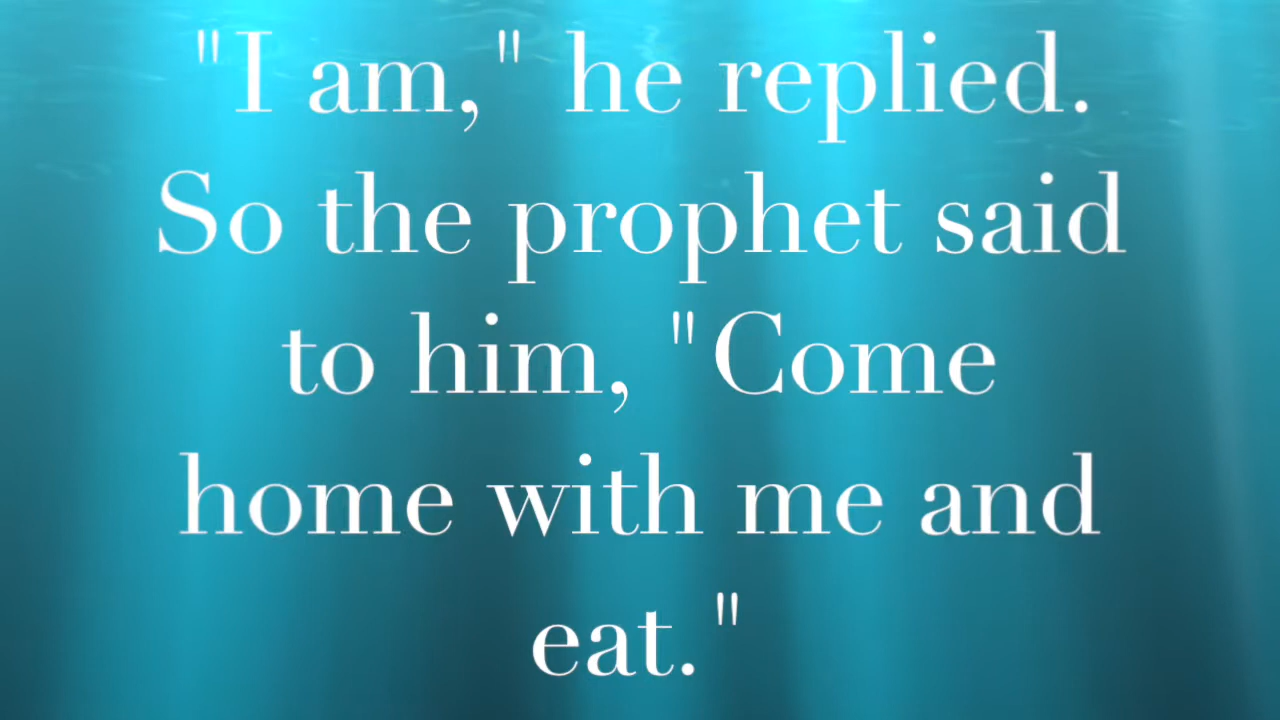 "I am," he replied.
So the prophet said
to him, "Come
home with me and
eat."